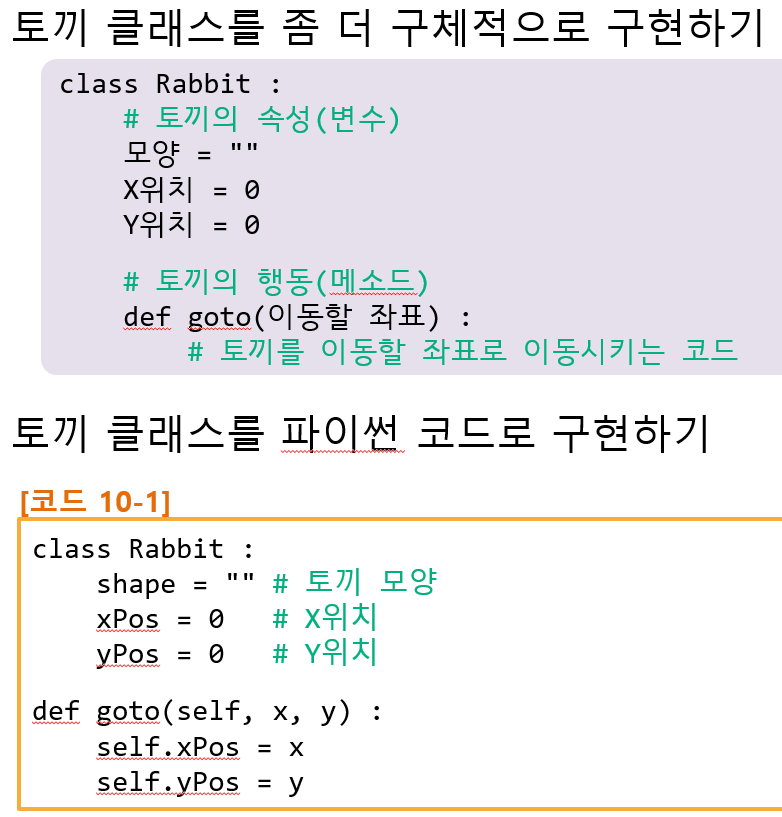 토끼 클래스를 좀 더 구체적으로 구현하기
class Rabbit :
    # 토끼의 속성(변수)
    모양 = ""
    X위치 = 0
    Y위치 = 0
    # 토끼의 행동(메소드)
    def goto(이동할 좌표) :
        # 토끼를 이동할 좌표로 이동시키는 코드
토끼 클래스를 파이썬 코드로 구현하기
[코드 10-1]
class Rabbit :
    shape = "" # 토끼 모양
    xPos = 0   # X위치
    yPos = 0   # Y위치
def goto(self, x, y) :
    self.xPos = x
    self.yPos = y